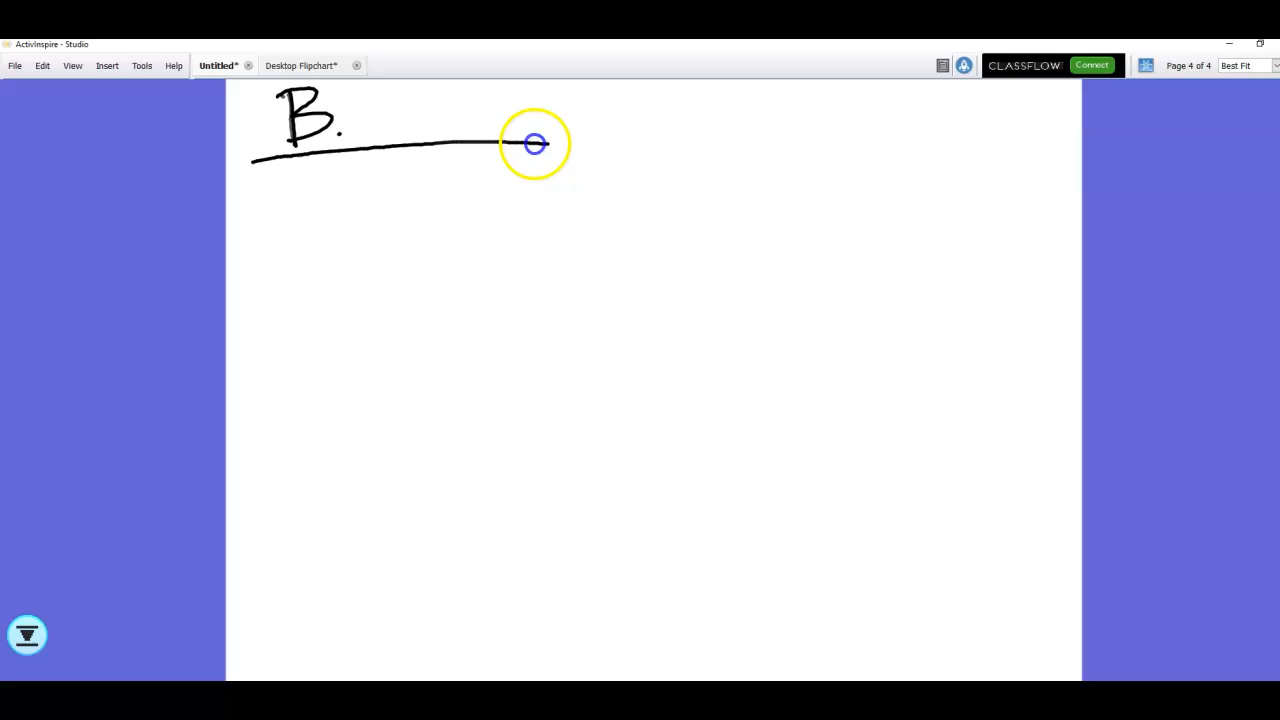 ActivInspire - Studio
File Edit View Insert Tools Help Untitled* Desktop Flipchart* CLASSFLOW Connect Page 4 of 4 Best Fit
B.